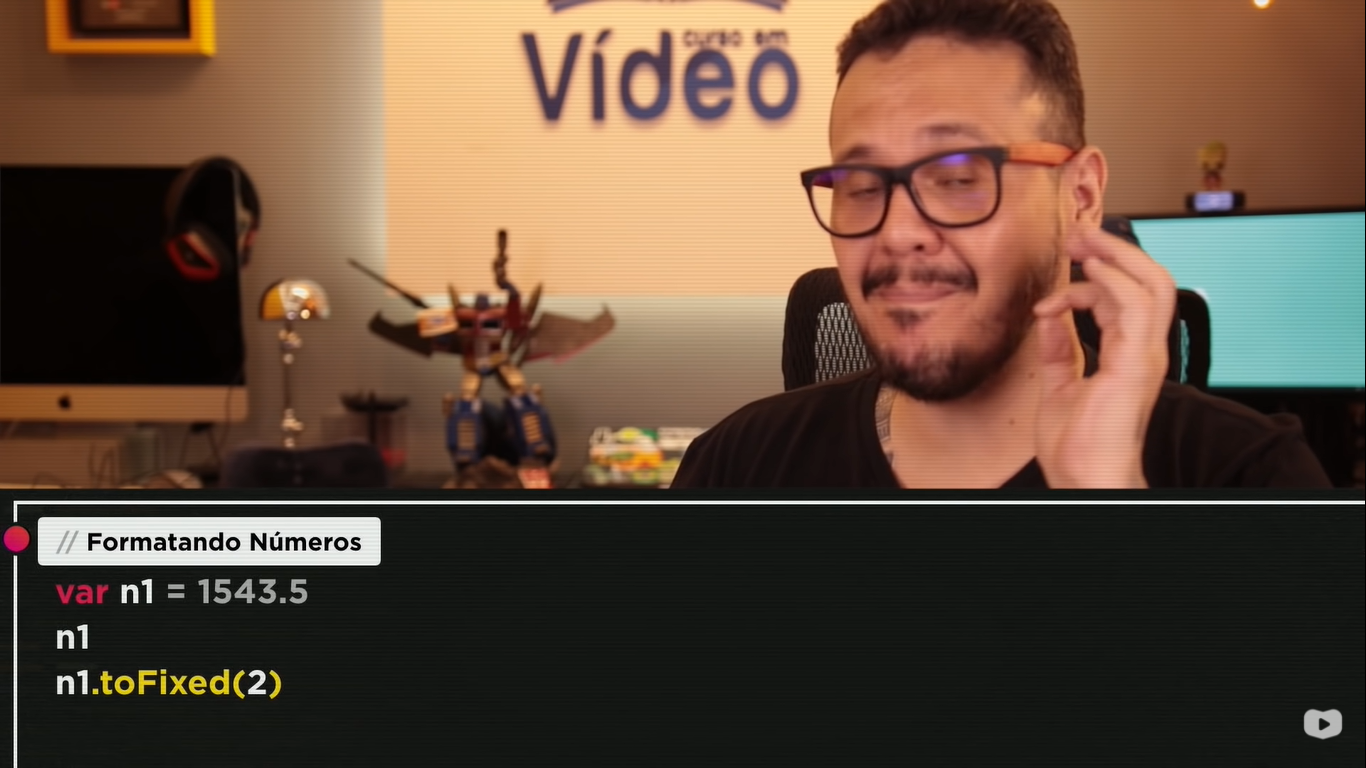 curso em
Vídeo
// Formatando Números
var n1 = 1543.5
n1
n1.toFixed(2)